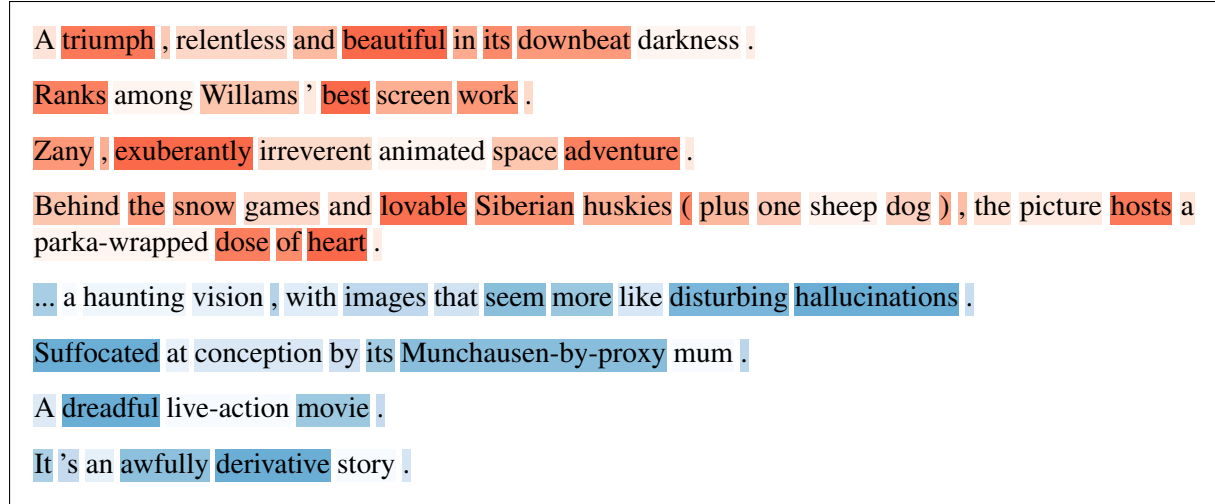 A triumph , relentless and beautiful in its downbeat darkness .
Ranks among Willams ’ best screen work .
Zany , exuberantly irreverent animated space adventure .
Behind the snow games and lovable Siberian huskies ( plus one sheep dog ) , the picture hosts a
parka-wrapped dose of heart .
... a haunting vision , with images that seem more like disturbing hallucinations .
Suffocated at conception by its Munchausen-by-proxy mum .
A dreadful live-action movie .
It ’s an awfully derivative story .